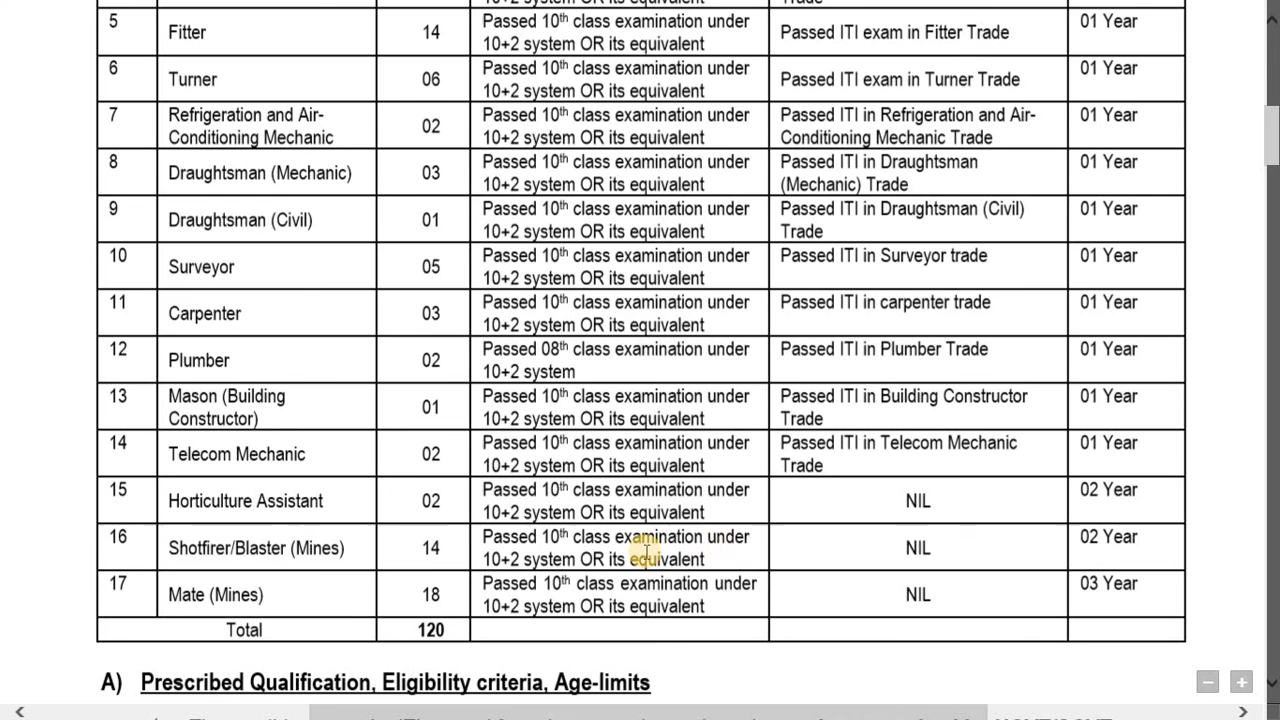 Trade
5 Fitter 14 Passed 10th class examination under 10+2 system OR its equivalent Passed ITI exam in Fitter Trade 01 Year
6 Turner 06 Passed 10th class examination under 10+2 system OR its equivalent Passed ITI exam in Turner Trade 01 Year
7 Refrigeration and Air-Conditioning Mechanic 02 Passed 10th class examination under 10+2 system OR its equivalent Passed ITI in Refrigeration and Air-Conditioning Mechanic Trade 01 Year
8 Draughtsman (Mechanic) 03 Passed 10th class examination under 10+2 system OR its equivalent Passed ITI in Draughtsman (Mechanic) Trade 01 Year
9 Draughtsman (Civil) 01 Passed 10th class examination under 10+2 system OR its equivalent Passed ITI in Draughtsman (Civil) Trade 01 Year
10 Surveyor 05 Passed 10th class examination under 10+2 system OR its equivalent Passed ITI in Surveyor trade 01 Year
11 Carpenter 03 Passed 10th class examination under 10+2 system OR its equivalent Passed ITI in carpenter trade 01 Year
12 Plumber 02 Passed 08th class examination under 10+2 system Passed ITI in Plumber Trade 01 Year
13 Mason (Building Constructor) 01 Passed 10th class examination under 10+2 system OR its equivalent Passed ITI in Building Constructor Trade 01 Year
14 Telecom Mechanic 02 Passed 10th class examination under 10+2 system OR its equivalent Passed ITI in Telecom Mechanic Trade 01 Year
15 Horticulture Assistant 02 Passed 10th class examination under 10+2 system OR its equivalent NIL 02 Year
16 Shotfirer/Blaster (Mines) 14 Passed 10th class examination under 10+2 system OR its equivalent NIL 02 Year
17 Mate (Mines) 18 Passed 10th class examination under 10+2 system OR its equivalent NIL 03 Year
Total 120
A) Prescribed Qualification, Eligibility criteria, Age-limits